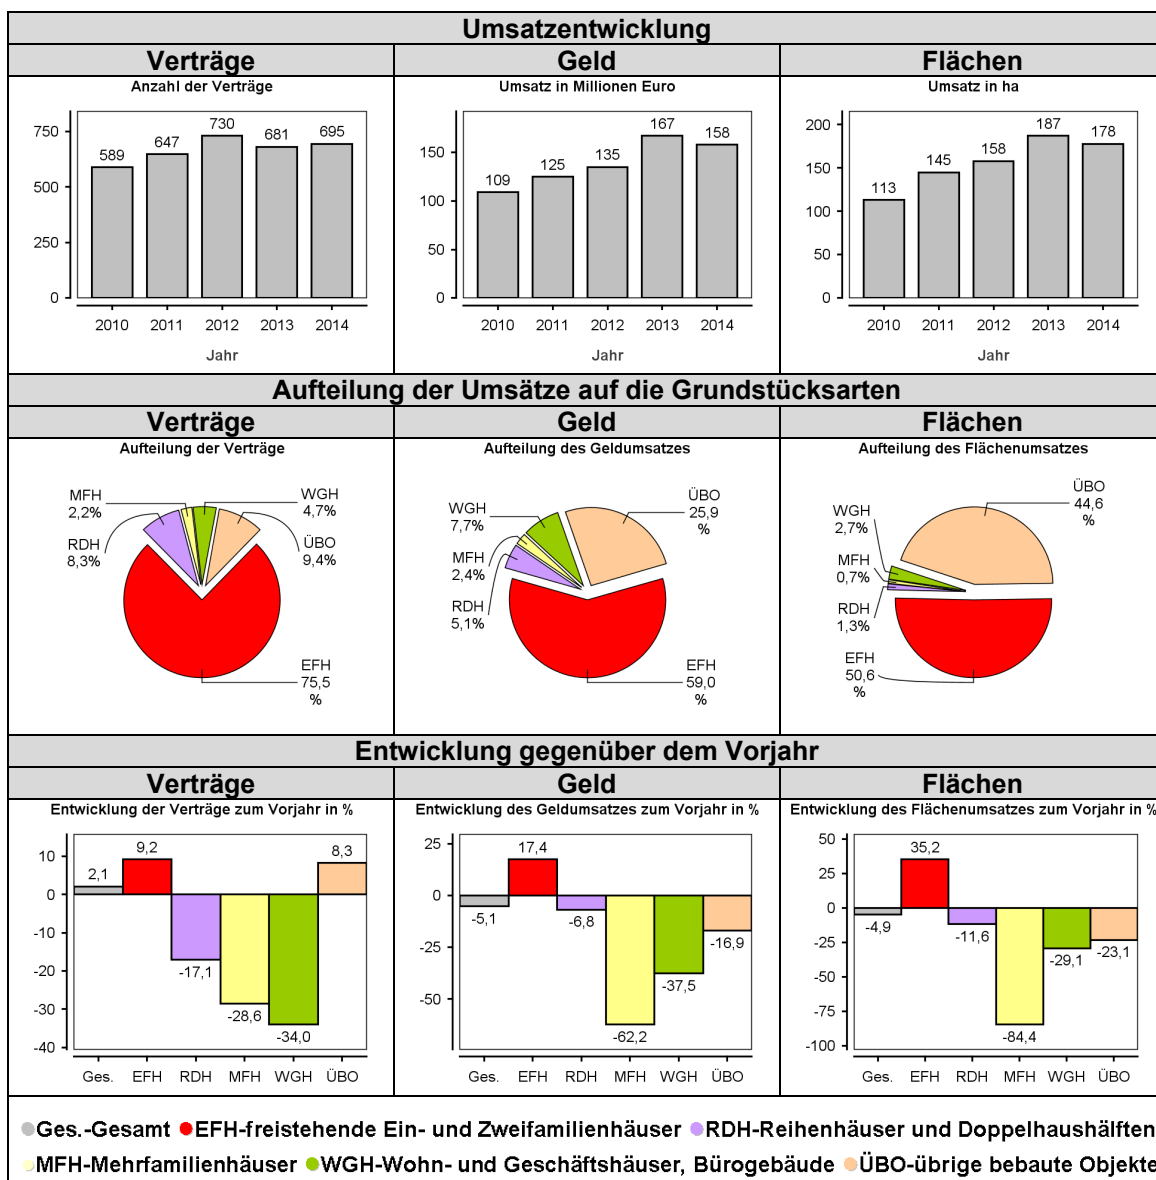 Umsatzentwicklung
Verträge Geld Flächen
Anzahl der Verträge
750
500
250
0
589 647 730 681 695
2010 2011 2012 2013 2014
Jahr
Umsatz in Millionen Euro
150
100
50
0
109 125 135 167 158
2010 2011 2012 2013 2014
Jahr
Umsatz in ha
200
150
100
50
0
113 145 158 187 178
2010 2011 2012 2013 2014
Jahr
Aufteilung der Umsätze auf die Grundstücksarten
Verträge Geld Flächen
Aufteilung der Verträge
MFH
2,2%
WGH
4,7%
RDH
8,3%
ÜBO
9,4%
EFH
75,5
%
Aufteilung des Geldumsatzes
WGH
7,7%
ÜBO
25,9
%
MFH
2,4%
RDH
5,1%
EFH
59,0
%
Aufteilung des Flächenumsatzes
ÜBO
44,6
%
WGH
2,7%
MFH
0,7%
RDH
1,3%
EFH
50,6
%
Entwicklung gegenüber dem Vorjahr
Verträge Geld Flächen
Entwicklung der Verträge zum Vorjahr in %
10
0
-10
-20
-30
-40
2,1 9,2 -17,1 -28,6 -34,0 8,3
Ges. EFH RDH MFH WGH ÜBO
Entwicklung des Geldumsatzes zum Vorjahr in %
25
0
-25
-50
-5,1 17,4 -6,8 -62,2 -37,5 -16,9
Ges. EFH RDH MFH WGH ÜBO
Entwicklung des Flächenumsatzes zum Vorjahr in %
50
25
0
-25
-50
-75
-100
-4,9 35,2 -11,6 -84,4 -29,1 -23,1
Ges. EFH RDH MFH WGH ÜBO
Ges.-Gesamt EFH-freistehende Ein- und Zweifamilienhäuser RDH-Reihenhäuser und Doppelhaushälften
MFH-Mehrfamilienhäuser WGH-Wohn- und Geschäftshäuser, Bürogebäude ÜBO-übrige bebaute Objekte